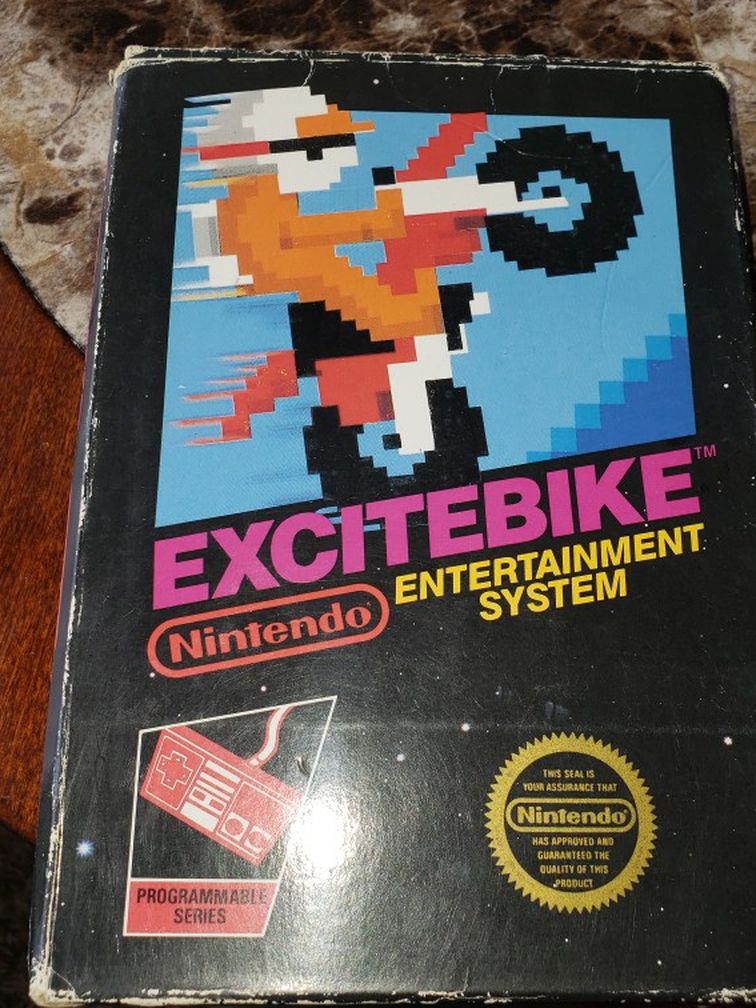 EXCITEBIKE™
Nintendo® ENTERTAINMENT
SYSTEM
PROGRAMMABLE
SERIES
THIS SEAL IS
YOUR ASSURANCE THAT
Nintendo®
HAS APPROVED AND
GUARANTEED THE
QUALITY OF THIS
PRODUCT